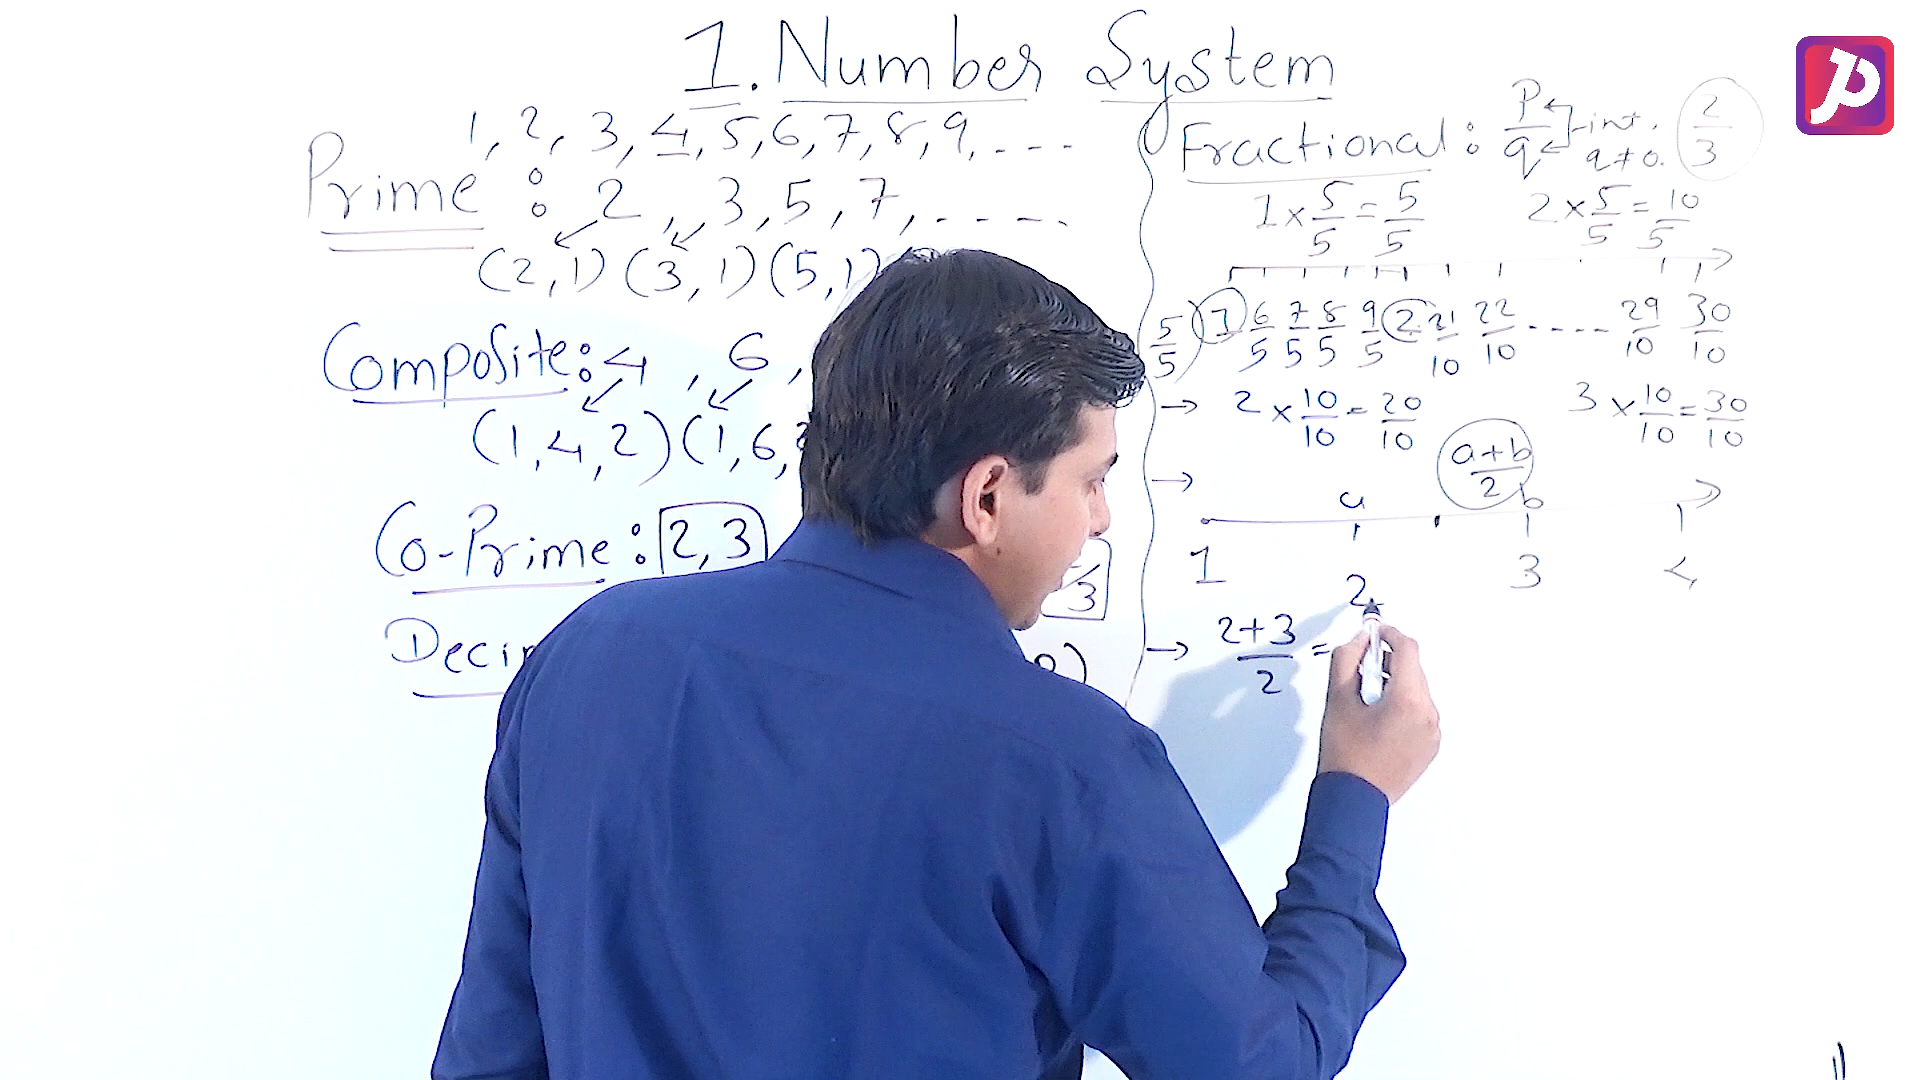 1. Number System
1, 2, 3, 4, 5, 6, 7, 8, 9, ----
Prime : 2, 3, 5, 7, ----
(2,1) (3,1) (5,1)
Composite: 4, 6,
(1,4,2) (1,6,
Co-Prime : 2,3
3
Fractional : P/q int. q≠0. 2/3
1 × 5/5 = 5/5 2 × 5/5 = 10/5
5/5 1 6/5 7/5 8/5 9/5 2 21/10 22/10 ---- 29/10 30/10
→ 2 × 10/10 = 20/10 3 × 10/10 = 30/10
→ a+b/2
a b
1 2 3 4
→ 2+3/2 =